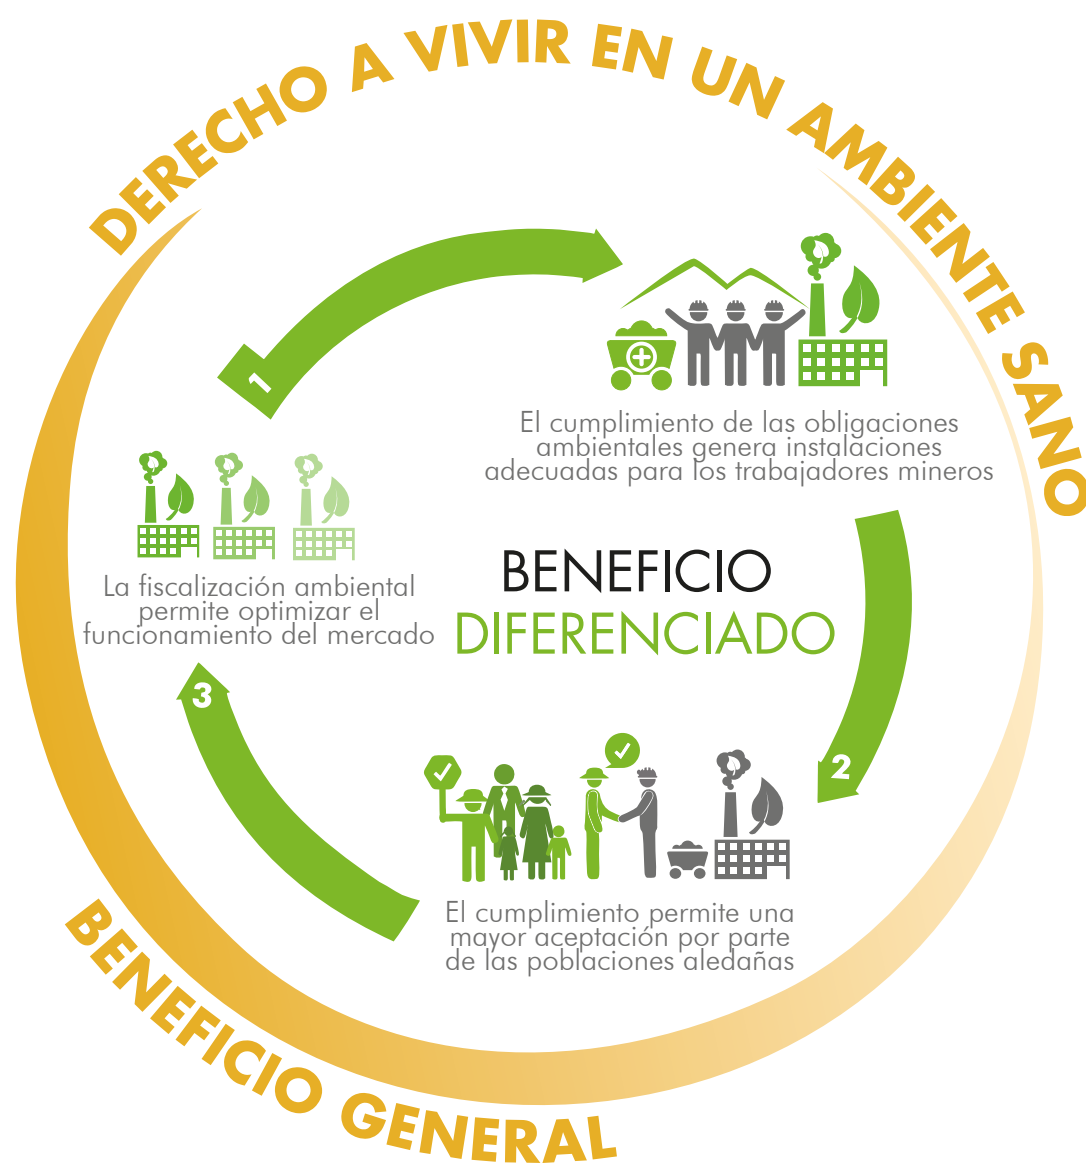 DERECHO A VIVIR EN UN AMBIENTE SANO
1
El cumplimiento de las obligaciones
ambientales genera instalaciones
adecuadas para los trabajadores mineros
La fiscalización ambiental
permite optimizar el
funcionamiento del mercado
BENEFICIO
DIFERENCIADO
3
2
El cumplimiento permite una
mayor aceptación por parte
de las poblaciones aledañas
BENEFICIO GENERAL